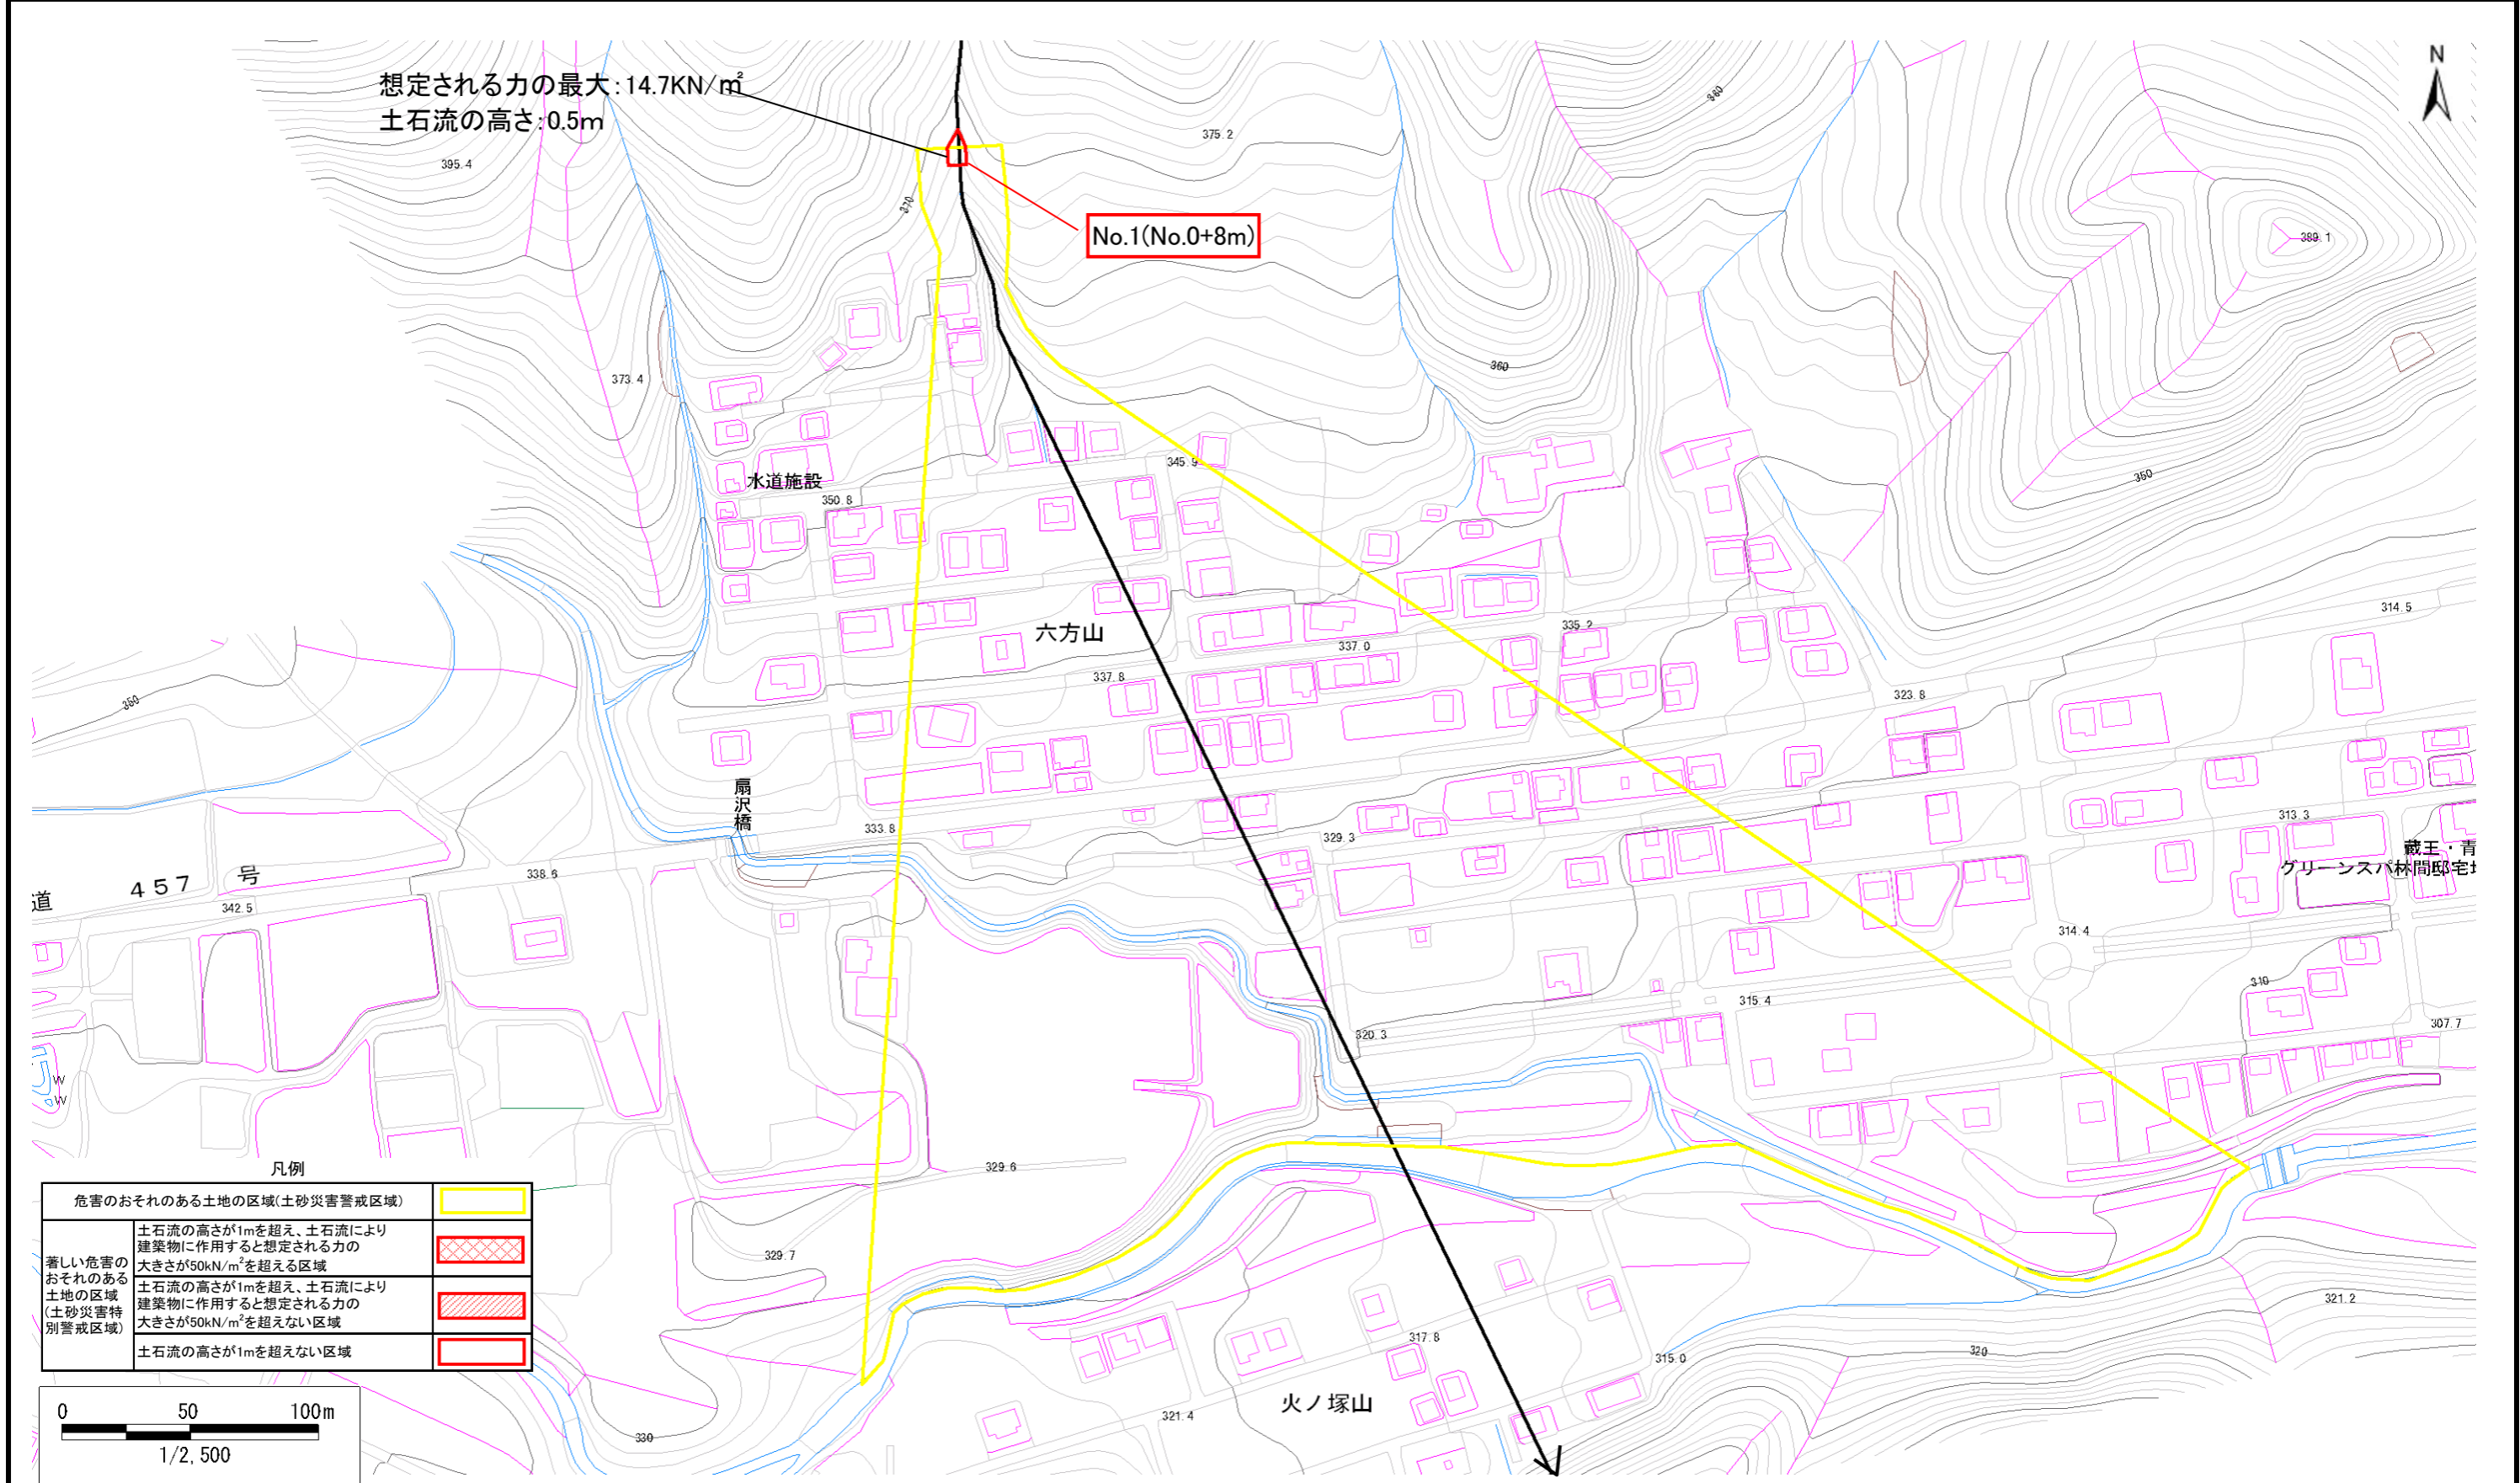 想定される力の最大:14.7KN/㎡
土石流の高さ:0.5m
N
No.1(No.0+8m)
395.4
375.2
360
370
389.1
373.4
360
345.9
水道施設
350.8
350
314.5
六方山
335.2
337.0
337.8
350
323.8
扇沢橋
333.8
329.3
313.3
蔵王・青
グリーンスパ林間邸宅地
道 457 号
338.6
342.5
314.4
310
315.4
320.3
307.7
W
W
329.6
凡例
危害のおそれのある土地の区域(土砂災害警戒区域)
著しい危害の
おそれのある
土地の区域
(土砂災害特
別警戒区域)
土石流の高さが1mを超え、土石流により
建築物に作用すると想定される力の
大きさが50kN/m²を超える区域
土石流の高さが1mを超え、土石流により
建築物に作用すると想定される力の
大きさが50kN/m²を超えない区域
土石流の高さが1mを超えない区域
329.7
321.2
317.8
315.0
320
火ノ塚山
321.4
330
0 50 100m
1/2,500